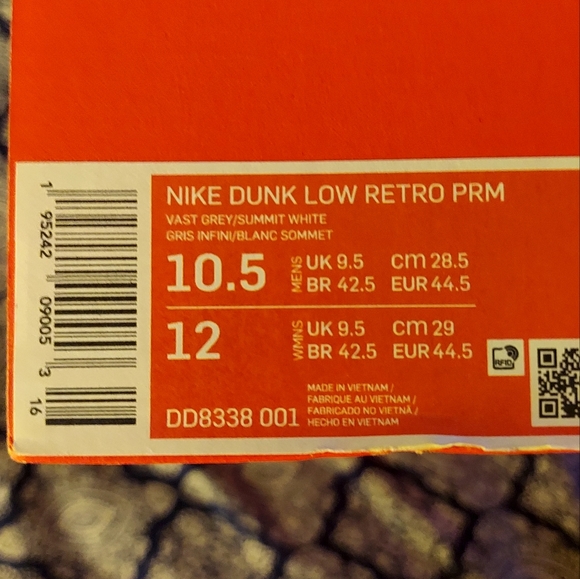 NIKE DUNK LOW RETRO PRM
VAST GREY/SUMMIT WHITE
GRIS INFINI/BLANC SOMMET
10.5 MENS UK 9.5 cm 28.5
BR 42.5 EUR 44.5
12 WMNS UK 9.5 cm 29
BR 42.5 EUR 44.5
RFID
DD8338 001
MADE IN VIETNAM /
FABRIQUÉ AU VIETNAM /
FABRICADO NO VIETNÃ /
HECHO EN VIETNAM
1 95242 09005 3
16